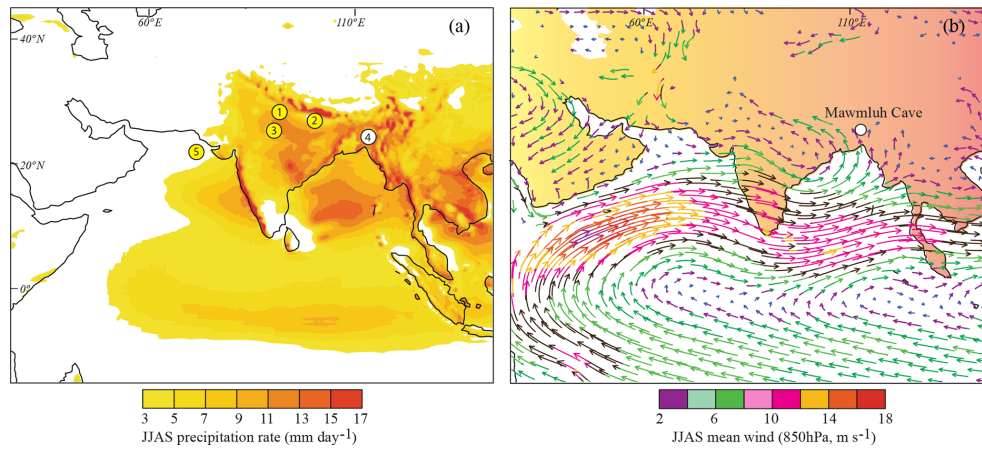 60°E 110°E (a)
40°N
20°N
0°N
1
2
3
4
5
T
3 5 7 9 11 13 15 17
JJAS precipitation rate (mm day-1)
60°E 110°E (b)
Mawmluh Cave
2 6 10 14 18
JJAS mean wind (850hPa, m s-1)